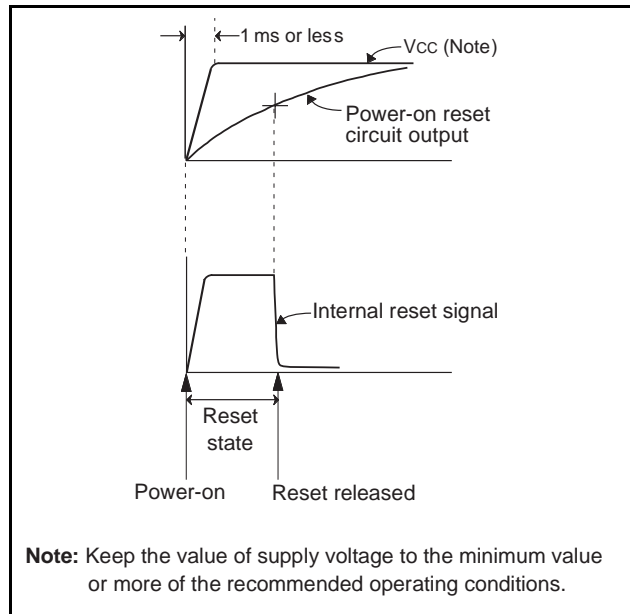 1 ms or less
VCC (Note)
Power-on reset
circuit output
Internal reset signal
Reset
state
Power-on
Reset released
Note: Keep the value of supply voltage to the minimum value
or more of the recommended operating conditions.